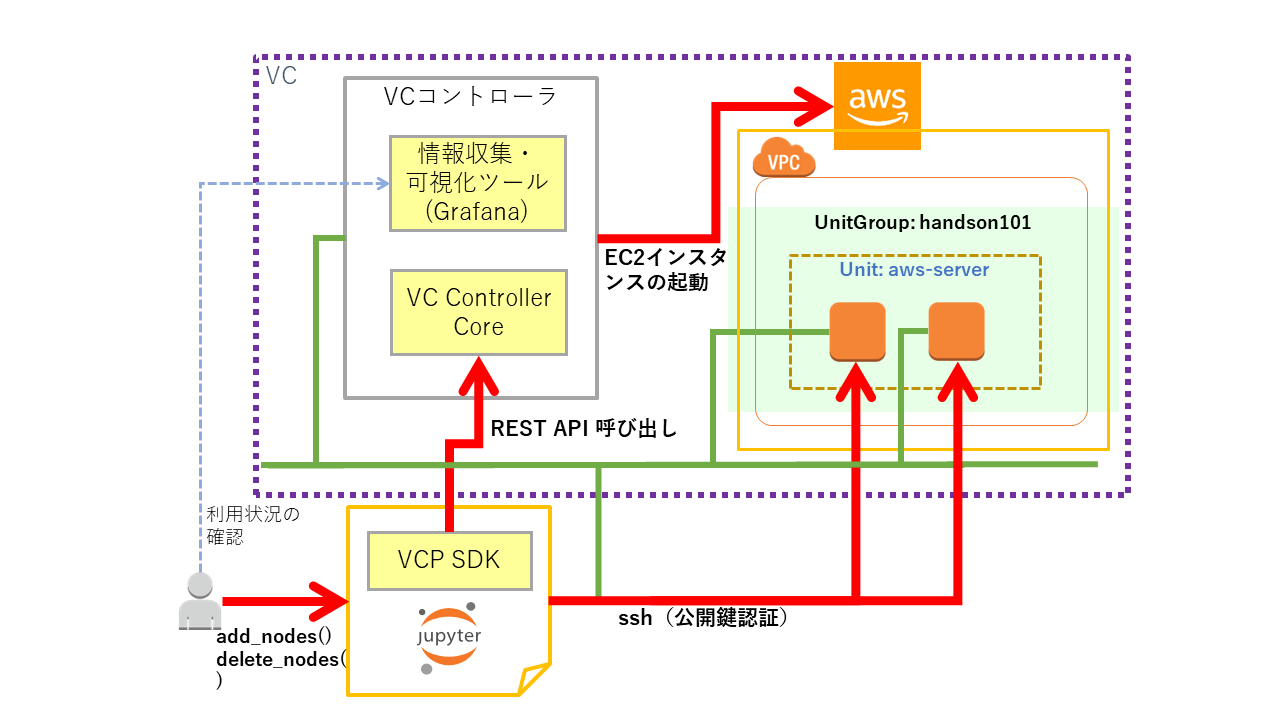 VC
VCコントローラ
情報収集・
可視化ツール
(Grafana)
VC Controller
Core
aws
VPC
UnitGroup: handson101
Unit: aws-server
EC2インスタ
ンスの起動
REST API 呼び出し
利用状況の
確認
VCP SDK
jupyter
add_nodes()
delete_nodes(
)
ssh（公開鍵認証）